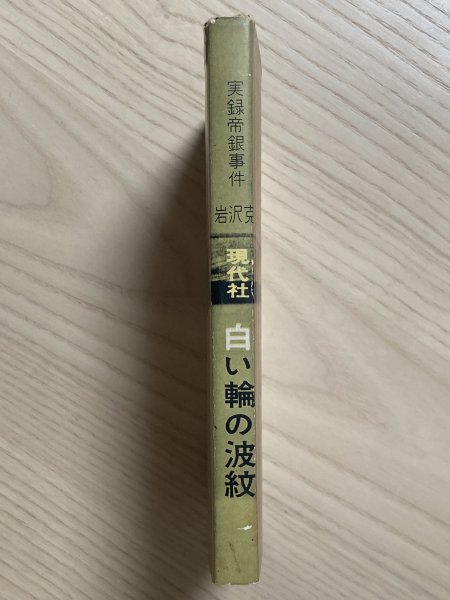 実録帝銀事件
岩沢克
現代社
白い輪の波紋